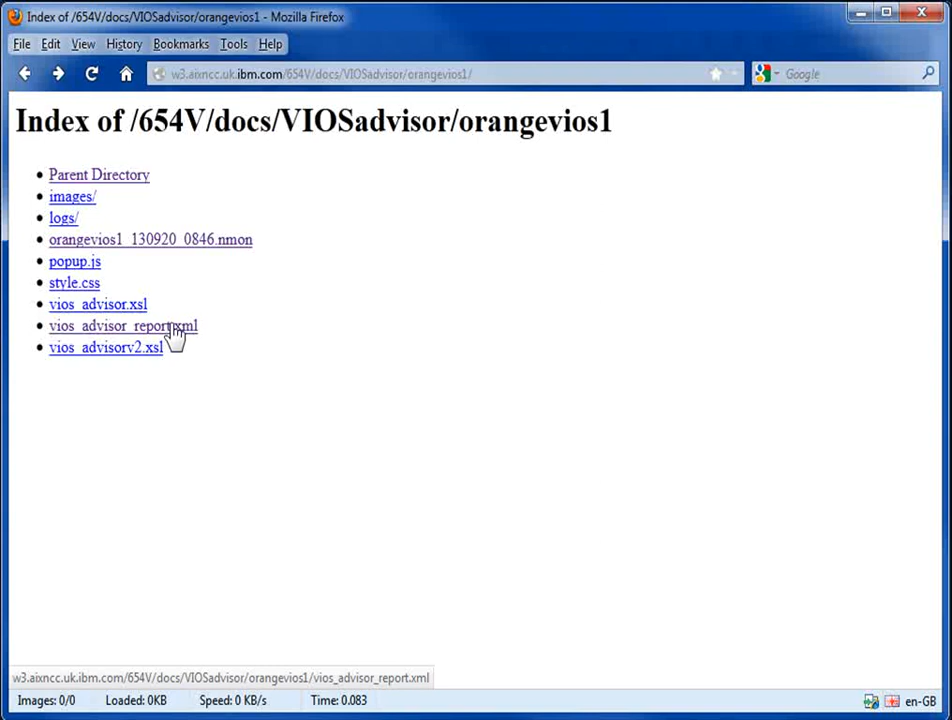 Index of /654V/docs/VIOSadvisor/orangevios1 - Mozilla Firefox
File Edit View History Bookmarks Tools Help
w3.aixncc.uk.ibm.com/654V/docs/VIOSadvisor/orangevios1/ Google
Index of /654V/docs/VIOSadvisor/orangevios1
Parent Directory
images/
logs/
orangevios1_130920_0846.nmon
popup.js
style.css
vios_advisor.xsl
vios_advisor_report.xml
vios_advisorv2.xsl
w3.aixncc.uk.ibm.com/654V/docs/VIOSadvisor/orangevios1/vios_advisor_report.xml
Images: 0/0 Loaded: 0KB Speed: 0 KB/s Time: 0.083 en-GB